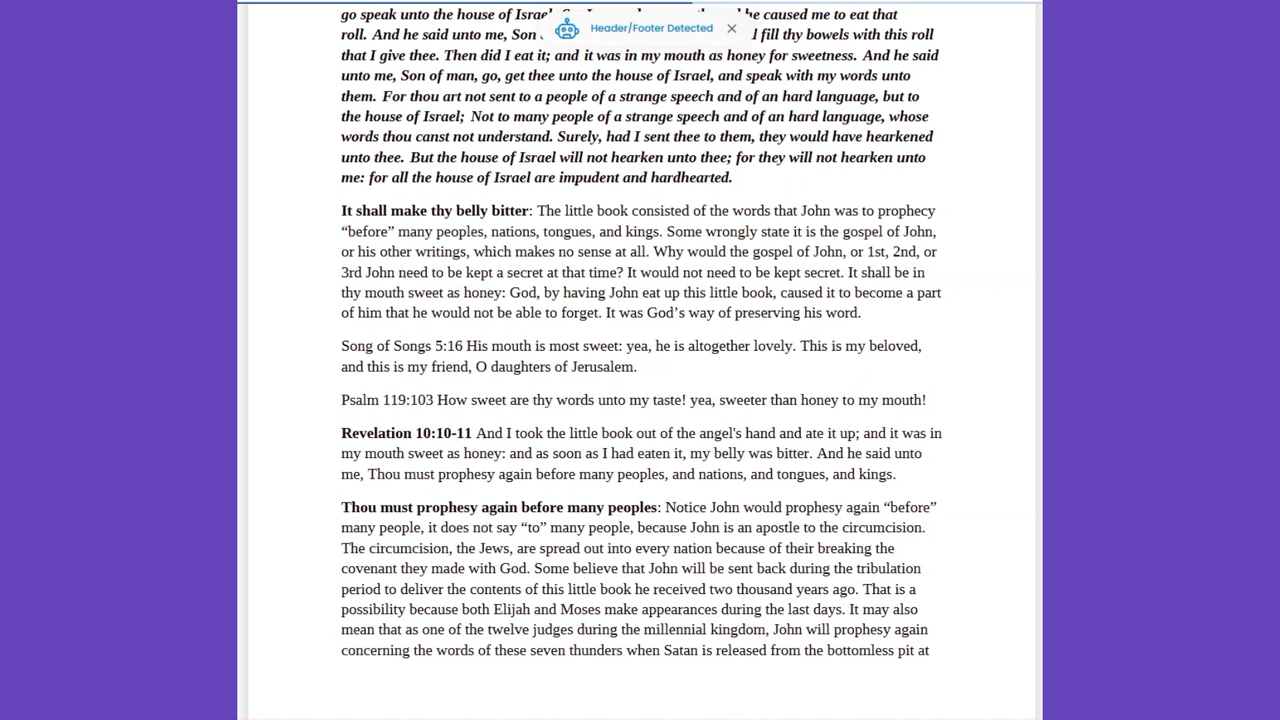 go speak unto the house of Israel he caused me to eat that
roll. And he said unto me, Son fill thy bowels with this roll
Header/Footer Detected
that I give thee. Then did I eat it; and it was in my mouth as honey for sweetness. And he said
unto me, Son of man, go, get thee unto the house of Israel, and speak with my words unto
them. For thou art not sent to a people of a strange speech and of an hard language, but to
the house of Israel; Not to many people of a strange speech and of an hard language, whose
words thou canst not understand. Surely, had I sent thee to them, they would have hearkened
unto thee. But the house of Israel will not hearken unto thee; for they will not hearken unto
me: for all the house of Israel are impudent and hardhearted.
It shall make thy belly bitter: The little book consisted of the words that John was to prophecy
“before” many peoples, nations, tongues, and kings. Some wrongly state it is the gospel of John,
or his other writings, which makes no sense at all. Why would the gospel of John, or 1st, 2nd, or
3rd John need to be kept a secret at that time? It would not need to be kept secret. It shall be in
thy mouth sweet as honey: God, by having John eat up this little book, caused it to become a part
of him that he would not be able to forget. It was God’s way of preserving his word.
Song of Songs 5:16 His mouth is most sweet: yea, he is altogether lovely. This is my beloved,
and this is my friend, O daughters of Jerusalem.
Psalm 119:103 How sweet are thy words unto my taste! yea, sweeter than honey to my mouth!
Revelation 10:10-11 And I took the little book out of the angel's hand and ate it up; and it was in
my mouth sweet as honey: and as soon as I had eaten it, my belly was bitter. And he said unto
me, Thou must prophesy again before many peoples, and nations, and tongues, and kings.
Thou must prophesy again before many peoples: Notice John would prophesy again “before”
many people, it does not say “to” many people, because John is an apostle to the circumcision.
The circumcision, the Jews, are spread out into every nation because of their breaking the
covenant they made with God. Some believe that John will be sent back during the tribulation
period to deliver the contents of this little book he received two thousand years ago. That is a
possibility because both Elijah and Moses make appearances during the last days. It may also
mean that as one of the twelve judges during the millennial kingdom, John will prophesy again
concerning the words of these seven thunders when Satan is released from the bottomless pit at